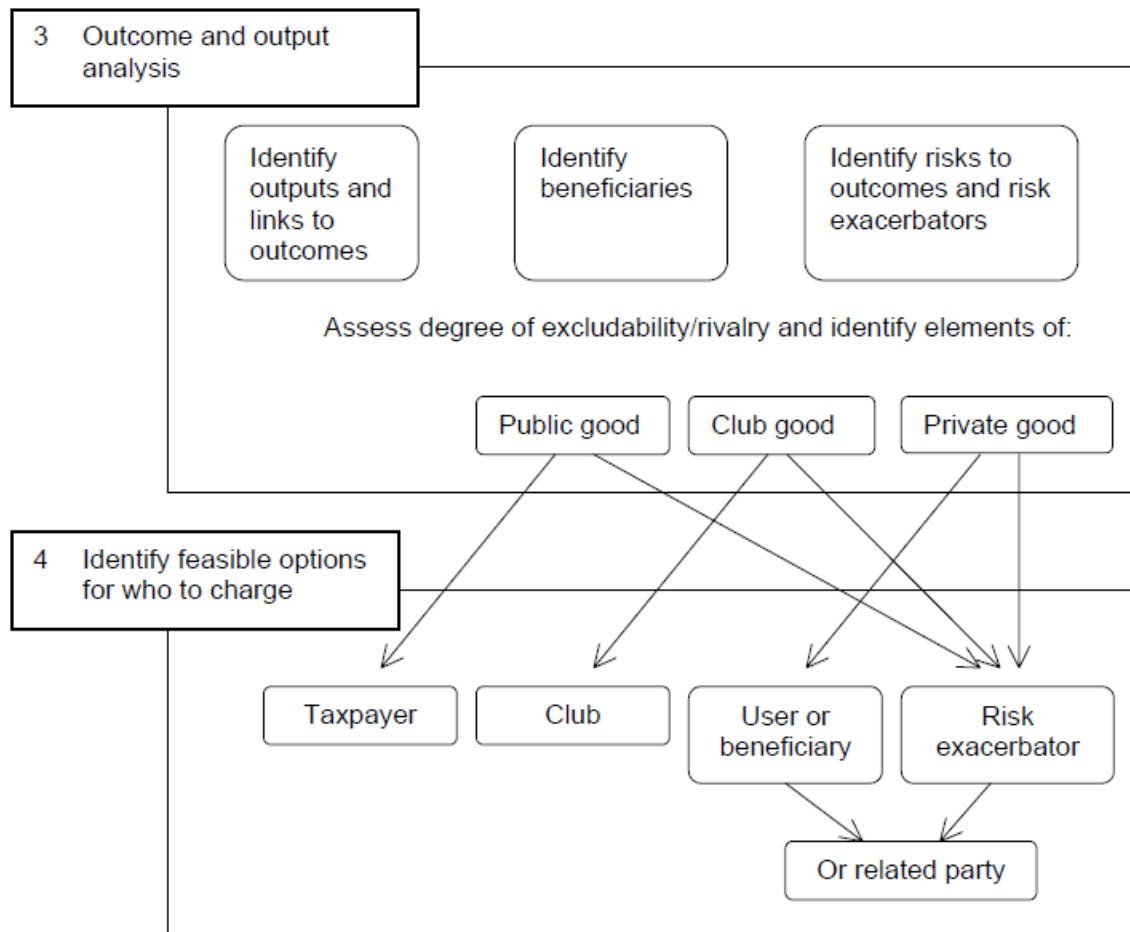 3 Outcome and output
analysis
Identify
outputs and
links to
outcomes
Identify
beneficiaries
Identify risks to
outcomes and risk
exacerbators
Assess degree of excludability/rivalry and identify elements of:
Public good
Club good
Private good
4 Identify feasible options
for who to charge
Taxpayer
Club
User or
beneficiary
Risk
exacerbator
Or related party